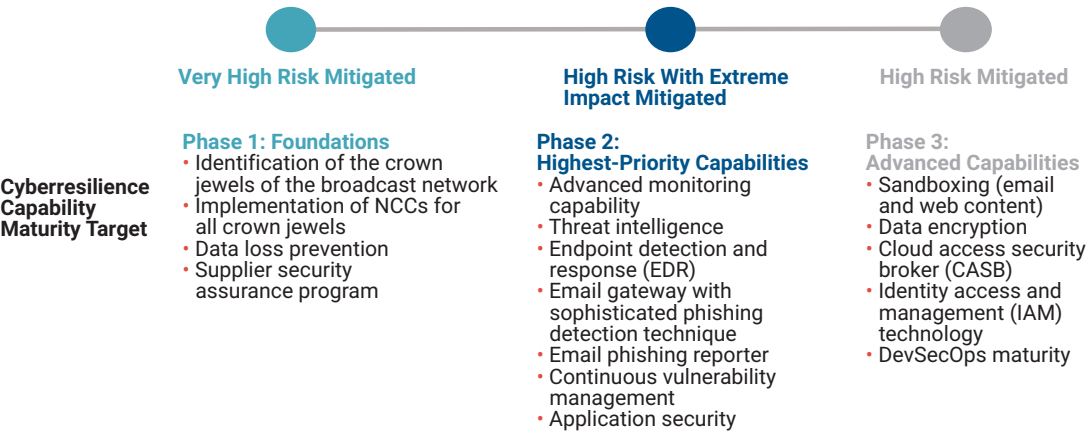 Very High Risk Mitigated
High Risk With Extreme
Impact Mitigated
High Risk Mitigated
Cyberresilience
Capability
Maturity Target
Phase 1: Foundations
• Identification of the crown
jewels of the broadcast network
• Implementation of NCCs for
all crown jewels
• Data loss prevention
• Supplier security
assurance program
Phase 2:
Highest-Priority Capabilities
• Advanced monitoring
capability
• Threat intelligence
• Endpoint detection and
response (EDR)
• Email gateway with
sophisticated phishing
detection technique
• Email phishing reporter
• Continuous vulnerability
management
• Application security
Phase 3:
Advanced Capabilities
• Sandboxing (email
and web content)
• Data encryption
• Cloud access security
broker (CASB)
• Identity access and
management (IAM)
technology
• DevSecOps maturity